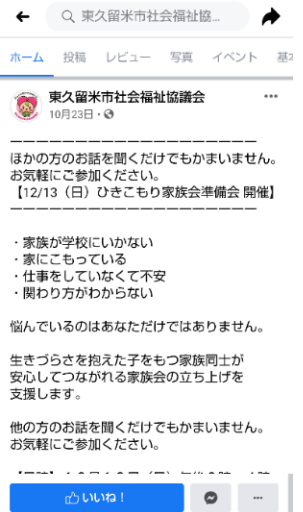 東久留米市社会福祉協...
ホーム 投稿 レビュー 写真 イベント 基本
東久留米市社会福祉協議会
10月23日・
ーーーーーーーーーーーーーーーーーーー
ほかの方のお話を聞くだけでもかまいません。
お気軽にご参加ください。
【12/13（日）ひきこもり家族会準備会 開催】
ーーーーーーーーーーーーーーーーーーー
・家族が学校にいかない
・家にこもっている
・仕事をしていなくて不安
・関わり方がわからない
悩んでいるのはあなただけではありません。
生きづらさを抱えた子をもつ家族同士が
安心してつながれる家族会の立ち上げを
支援します。
他の方のお話を聞くだけでもかまいません。
お気軽にご参加ください。
いいね！